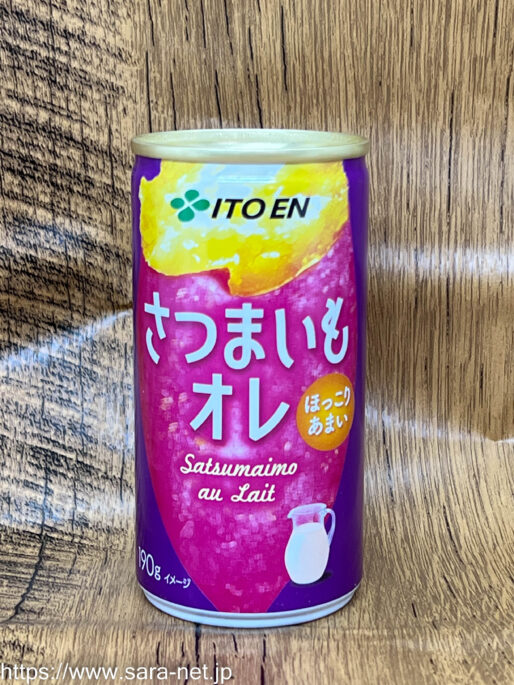 ITO EN
さつまいも
オレ
ほっこり
あまい
Satsumaimo
au Lait
190g イメージ
https://www.sara-net.jp